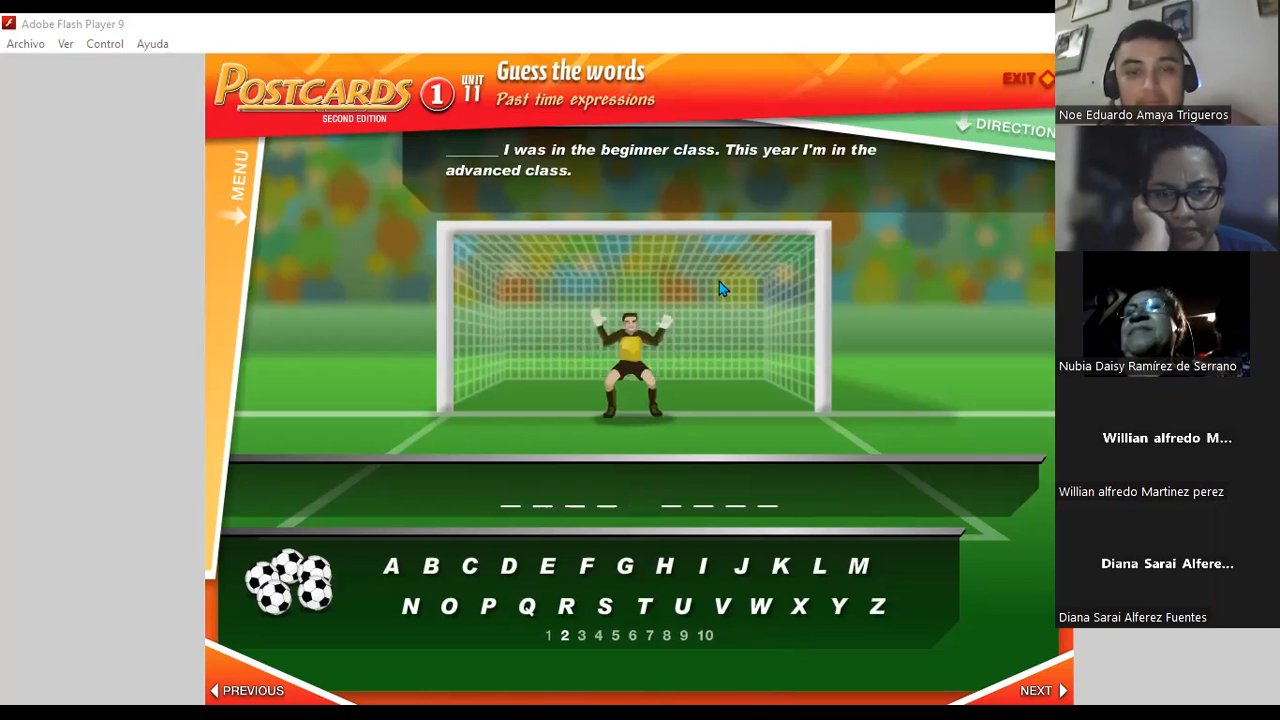 Adobe Flash Player 9
Archivo Ver Control Ayuda
POSTCARDS 1
SECOND EDITION
UNIT 11
Guess the words
Past time expressions
EXIT
DIRECTION
MENU
______ I was in the beginner class. This year I'm in the
advanced class.
_ _ _ _ _ _ _ _
A B C D E F G H I J K L M
N O P Q R S T U V W X Y Z
1 2 3 4 5 6 7 8 9 10
PREVIOUS
NEXT
Noe Eduardo Amaya Trigueros
Nubia Daisy Ramírez de Serrano
Willian alfredo M...
Willian alfredo Martinez perez
Diana Sarai Alfere...
Diana Sarai Alferez Fuentes